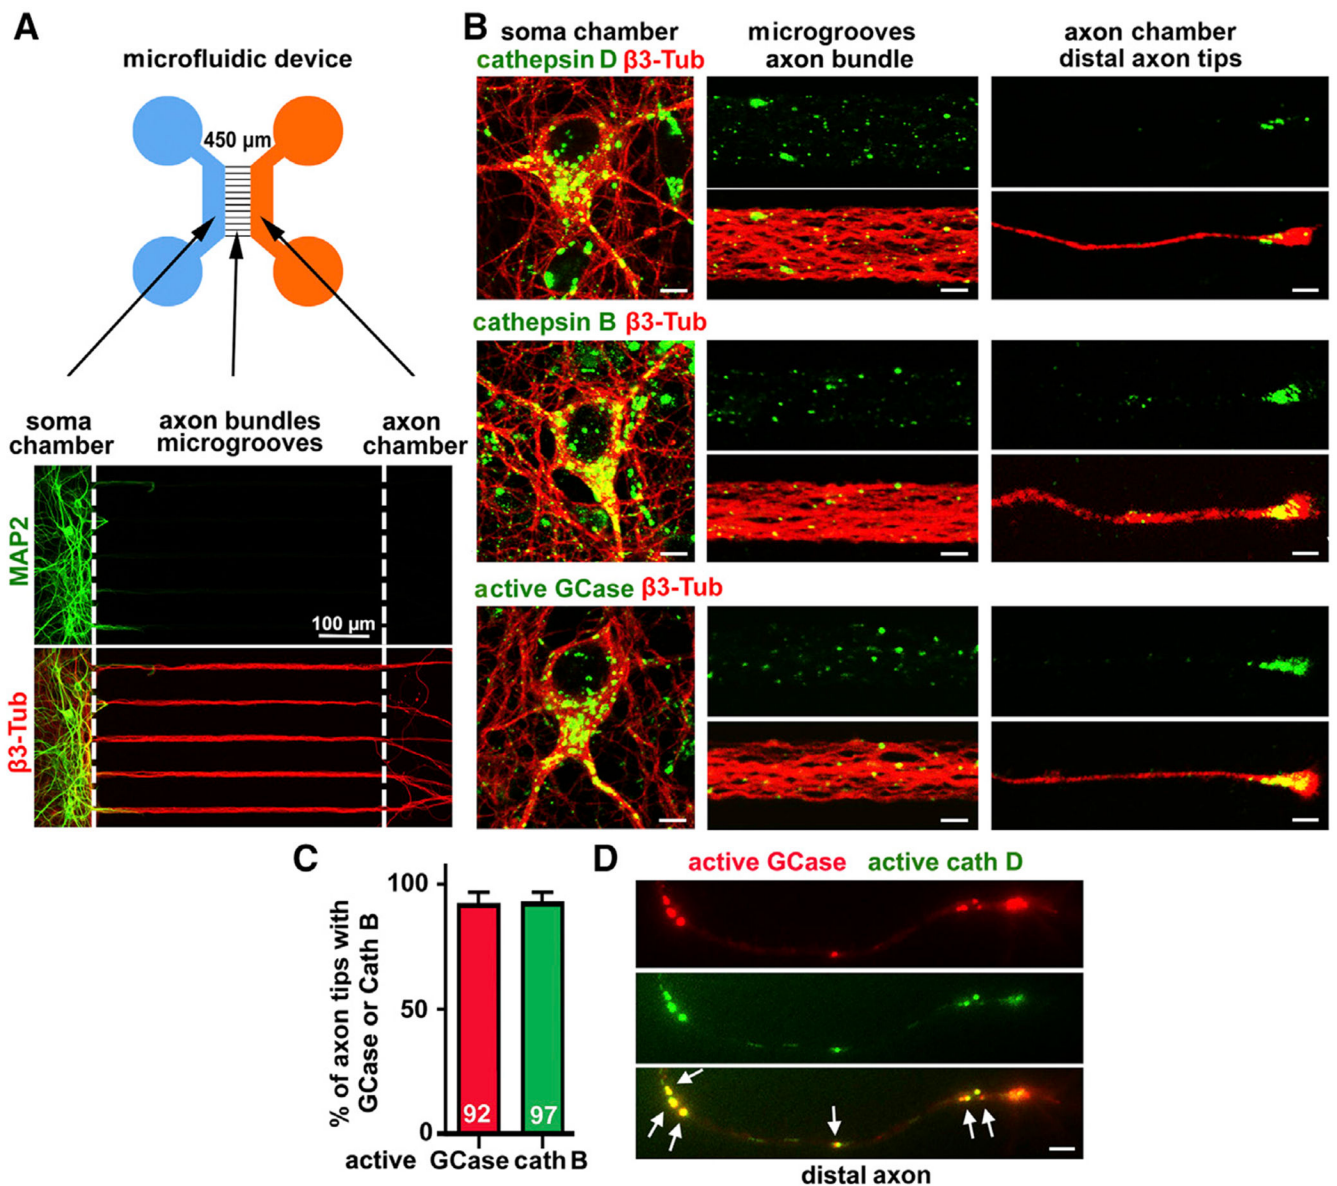 A
microfluidic device
450 µm
soma
chamber
axon bundles
microgrooves
axon
chamber
MAP2
100 µm
β3-Tub
B
soma chamber
microgrooves
axon bundle
axon chamber
distal axon tips
cathepsin D β3-Tub
cathepsin B β3-Tub
active GCase β3-Tub
C
% of axon tips with
GCase or Cath B
100
50
0
92
97
active GCase cath B
D
active GCase active cath D
distal axon